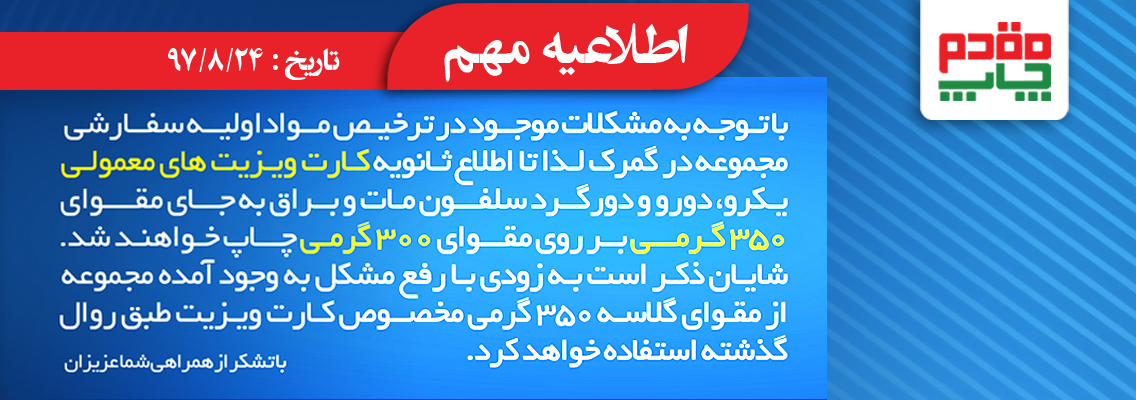 مقدم
چاپ
اطلاعیه مهم
تاریخ : ۹۷/۸/۲۴
با توجه به مشکلات موجود در ترخیص مواد اولیه سفارشی
مجموعه در گمرک لذا تا اطلاع ثانویه کارت ویزیت های معمولی
یکرو، دورو و دورگرد سلفون مات و براق به جای مقوای
۳۵۰ گرمی بر روی مقوای ۳۰۰ گرمی چاپ خواهند شد.
شایان ذکر است به زودی با رفع مشکل به وجود آمده مجموعه
از مقوای گلاسه ۳۵۰ گرمی مخصوص کارت ویزیت طبق روال
گذشته استفاده خواهد کرد.
با تشکر از همراهی شما عزیزان